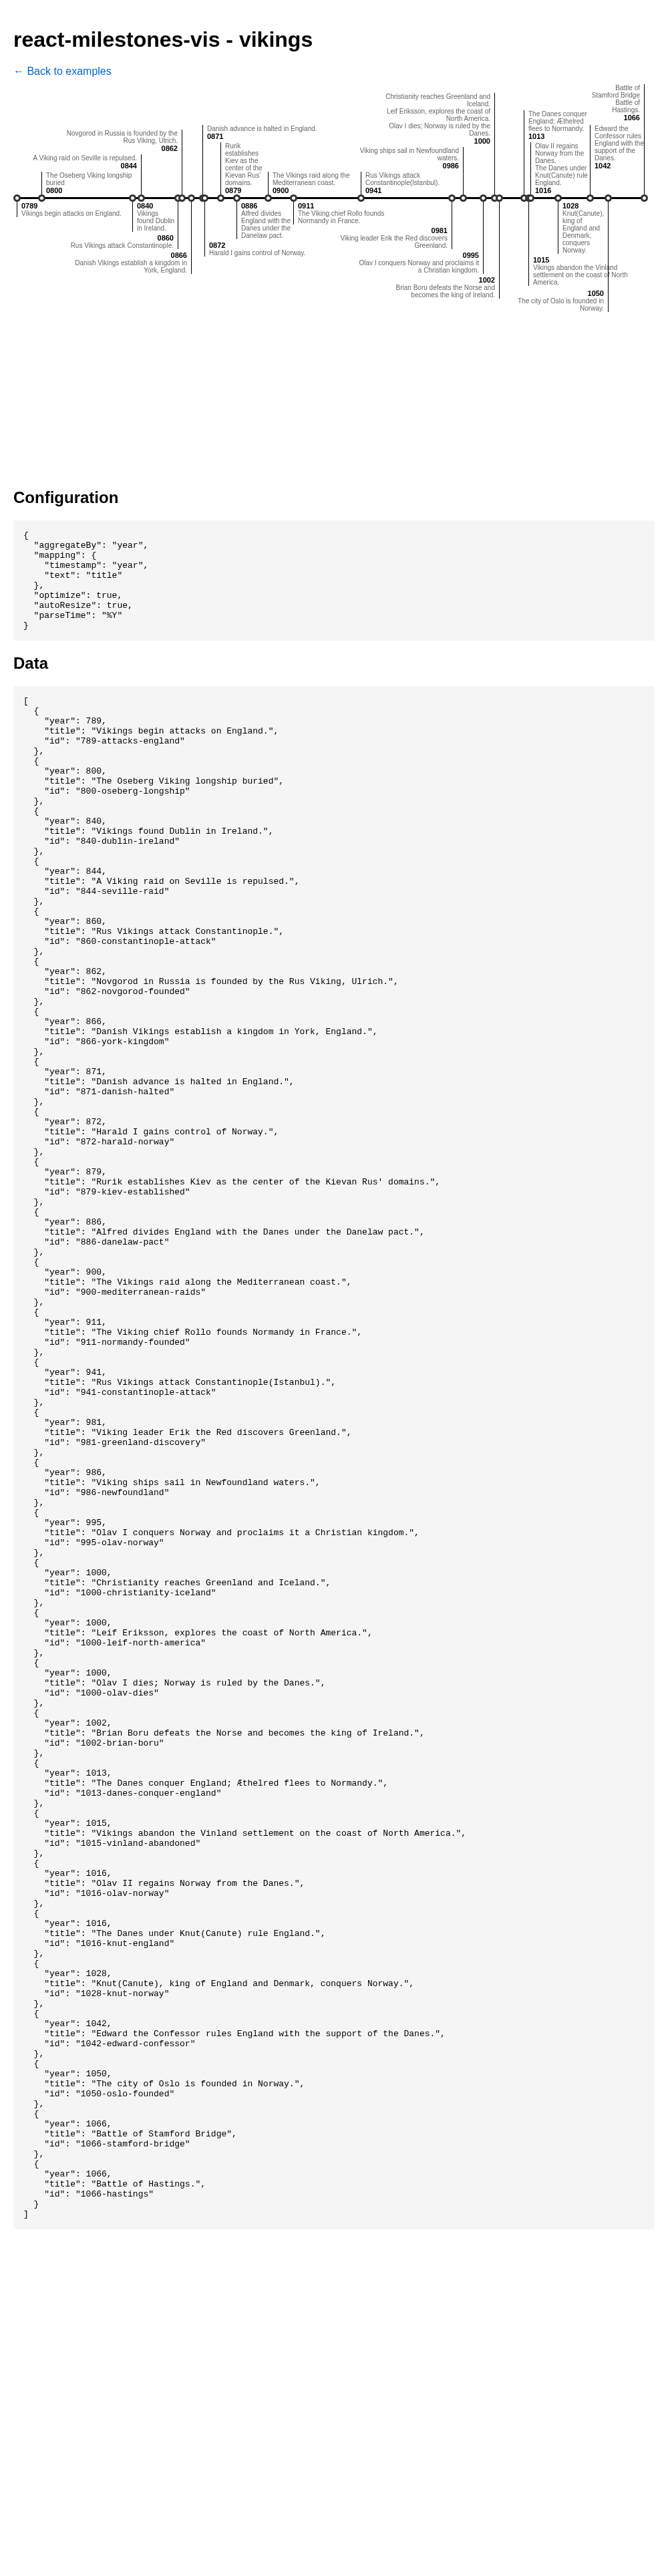 react-milestones-vis - vikings
← Back to examples
Battle of
Stamford Bridge
Battle of
Hastings.
1066
Christianity reaches Greenland and
Iceland.
Leif Eriksson, explores the coast of
North America.
Olav I dies; Norway is ruled by the
Danes.
1000
The Danes conquer
England; Æthelred
flees to Normandy.
1013
Edward the
Confessor rules
England with the
support of the
Danes.
1042
Novgorod in Russia is founded by the
Rus Viking, Ulrich.
0862
Danish advance is halted in England.
0871
Rurik
establishes
Kiev as the
center of the
Kievan Rus'
domains.
0879
Olav II regains
Norway from the
Danes.
The Danes under
Knut(Canute) rule
England.
1016
Viking ships sail in Newfoundland
waters.
0986
A Viking raid on Seville is repulsed.
0844
The Oseberg Viking longship
buried
0800
The Vikings raid along the
Mediterranean coast.
0900
Rus Vikings attack
Constantinople(Istanbul).
0941
0789
Vikings begin attacks on England.
0840
Vikings
found Dublin
in Ireland.
0886
Alfred divides
England with the
Danes under the
Danelaw pact.
0911
The Viking chief Rollo founds
Normandy in France.
1028
Knut(Canute),
king of
England and
Denmark,
conquers
Norway.
0981
Viking leader Erik the Red discovers
Greenland.
0860
Rus Vikings attack Constantinople.
0872
Harald I gains control of Norway.
0866
Danish Vikings establish a kingdom in
York, England.
0995
Olav I conquers Norway and proclaims it
a Christian kingdom.
1015
Vikings abandon the Vinland
settlement on the coast of North
America.
1002
Brian Boru defeats the Norse and
becomes the king of Ireland.
1050
The city of Oslo is founded in
Norway.
Configuration
{
"aggregateBy": "year",
"mapping": {
"timestamp": "year",
"text": "title"
},
"optimize": true,
"autoResize": true,
"parseTime": "%Y"
}
Data
[
{
"year": 789,
"title": "Vikings begin attacks on England.",
"id": "789-attacks-england"
},
{
"year": 800,
"title": "The Oseberg Viking longship buried",
"id": "800-oseberg-longship"
},
{
"year": 840,
"title": "Vikings found Dublin in Ireland.",
"id": "840-dublin-ireland"
},
{
"year": 844,
"title": "A Viking raid on Seville is repulsed.",
"id": "844-seville-raid"
},
{
"year": 860,
"title": "Rus Vikings attack Constantinople.",
"id": "860-constantinople-attack"
},
{
"year": 862,
"title": "Novgorod in Russia is founded by the Rus Viking, Ulrich.",
"id": "862-novgorod-founded"
},
{
"year": 866,
"title": "Danish Vikings establish a kingdom in York, England.",
"id": "866-york-kingdom"
},
{
"year": 871,
"title": "Danish advance is halted in England.",
"id": "871-danish-halted"
},
{
"year": 872,
"title": "Harald I gains control of Norway.",
"id": "872-harald-norway"
},
{
"year": 879,
"title": "Rurik establishes Kiev as the center of the Kievan Rus' domains.",
"id": "879-kiev-established"
},
{
"year": 886,
"title": "Alfred divides England with the Danes under the Danelaw pact.",
"id": "886-danelaw-pact"
},
{
"year": 900,
"title": "The Vikings raid along the Mediterranean coast.",
"id": "900-mediterranean-raids"
},
{
"year": 911,
"title": "The Viking chief Rollo founds Normandy in France.",
"id": "911-normandy-founded"
},
{
"year": 941,
"title": "Rus Vikings attack Constantinople(Istanbul).",
"id": "941-constantinople-attack"
},
{
"year": 981,
"title": "Viking leader Erik the Red discovers Greenland.",
"id": "981-greenland-discovery"
},
{
"year": 986,
"title": "Viking ships sail in Newfoundland waters.",
"id": "986-newfoundland"
},
{
"year": 995,
"title": "Olav I conquers Norway and proclaims it a Christian kingdom.",
"id": "995-olav-norway"
},
{
"year": 1000,
"title": "Christianity reaches Greenland and Iceland.",
"id": "1000-christianity-iceland"
},
{
"year": 1000,
"title": "Leif Eriksson, explores the coast of North America.",
"id": "1000-leif-north-america"
},
{
"year": 1000,
"title": "Olav I dies; Norway is ruled by the Danes.",
"id": "1000-olav-dies"
},
{
"year": 1002,
"title": "Brian Boru defeats the Norse and becomes the king of Ireland.",
"id": "1002-brian-boru"
},
{
"year": 1013,
"title": "The Danes conquer England; Æthelred flees to Normandy.",
"id": "1013-danes-conquer-england"
},
{
"year": 1015,
"title": "Vikings abandon the Vinland settlement on the coast of North America.",
"id": "1015-vinland-abandoned"
},
{
"year": 1016,
"title": "Olav II regains Norway from the Danes.",
"id": "1016-olav-norway"
},
{
"year": 1016,
"title": "The Danes under Knut(Canute) rule England.",
"id": "1016-knut-england"
},
{
"year": 1028,
"title": "Knut(Canute), king of England and Denmark, conquers Norway.",
"id": "1028-knut-norway"
},
{
"year": 1042,
"title": "Edward the Confessor rules England with the support of the Danes.",
"id": "1042-edward-confessor"
},
{
"year": 1050,
"title": "The city of Oslo is founded in Norway.",
"id": "1050-oslo-founded"
},
{
"year": 1066,
"title": "Battle of Stamford Bridge",
"id": "1066-stamford-bridge"
},
{
"year": 1066,
"title": "Battle of Hastings.",
"id": "1066-hastings"
}
]